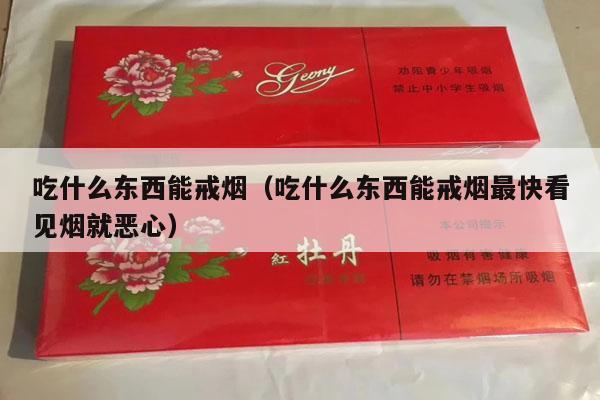 Geony
劝阻青少年吸烟
禁止中小学生吸烟
吃什么东西能戒烟（吃什么东西能戒烟最快看
见烟就恶心）
本公司提示
紅牡丹
吸烟有害健康
请勿在禁烟场所吸烟